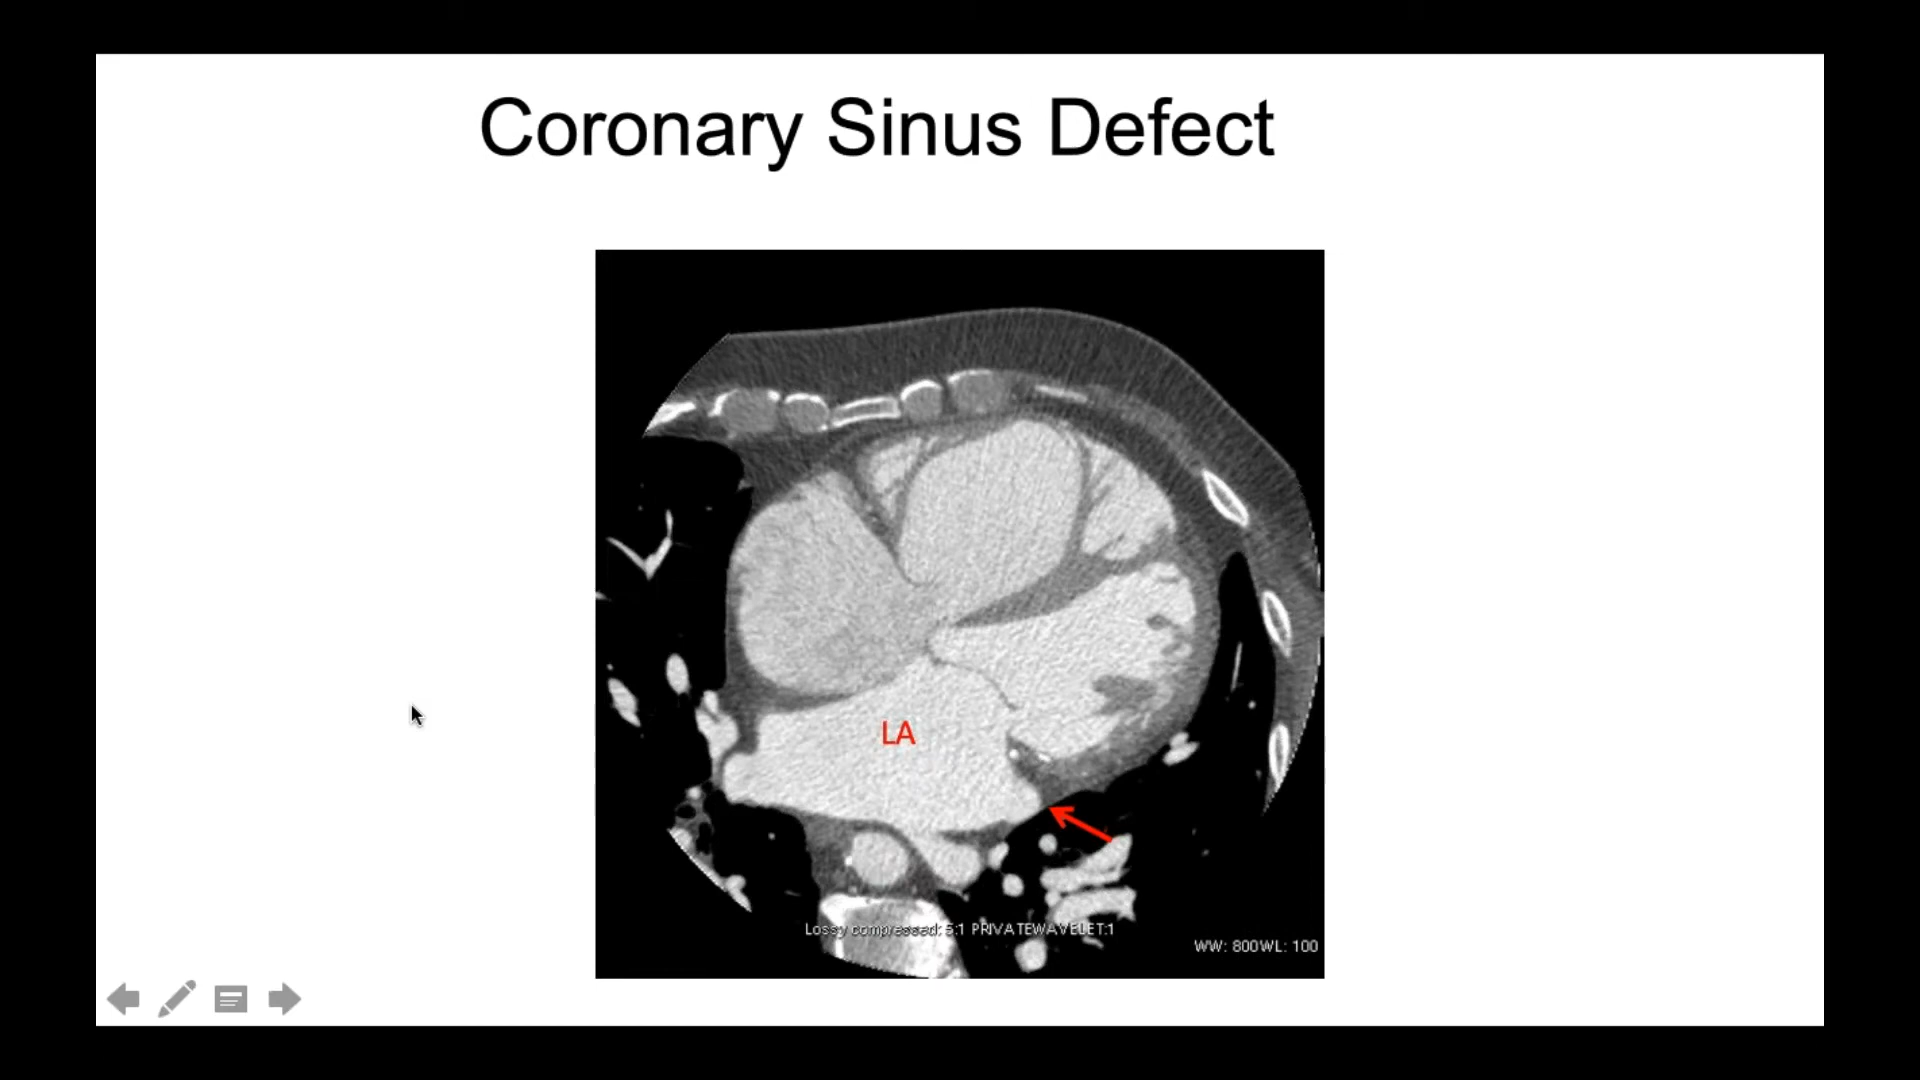 Coronary Sinus Defect
LA
Lossy compressed: 5:1 PRIVATEWAVELET:1
WW: 800WL: 100